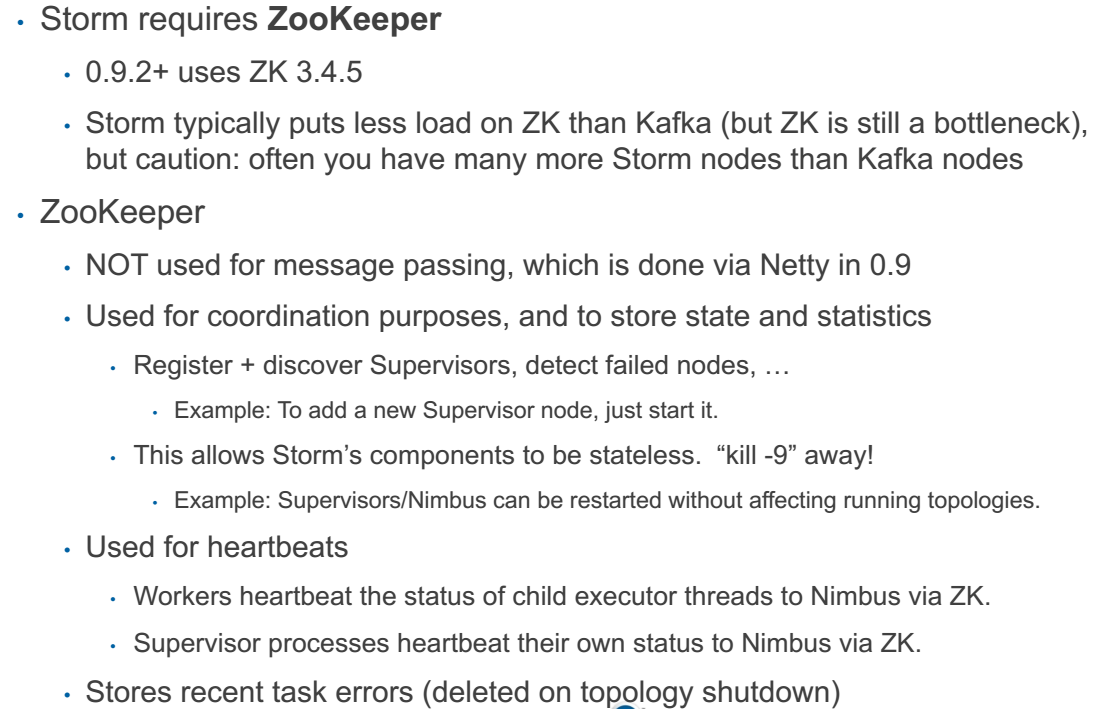 • Storm requires ZooKeeper
• 0.9.2+ uses ZK 3.4.5
• Storm typically puts less load on ZK than Kafka (but ZK is still a bottleneck),
but caution: often you have many more Storm nodes than Kafka nodes
• ZooKeeper
• NOT used for message passing, which is done via Netty in 0.9
• Used for coordination purposes, and to store state and statistics
• Register + discover Supervisors, detect failed nodes, …
• Example: To add a new Supervisor node, just start it.
• This allows Storm’s components to be stateless. “kill -9” away!
• Example: Supervisors/Nimbus can be restarted without affecting running topologies.
• Used for heartbeats
• Workers heartbeat the status of child executor threads to Nimbus via ZK.
• Supervisor processes heartbeat their own status to Nimbus via ZK.
• Stores recent task errors (deleted on topology shutdown)